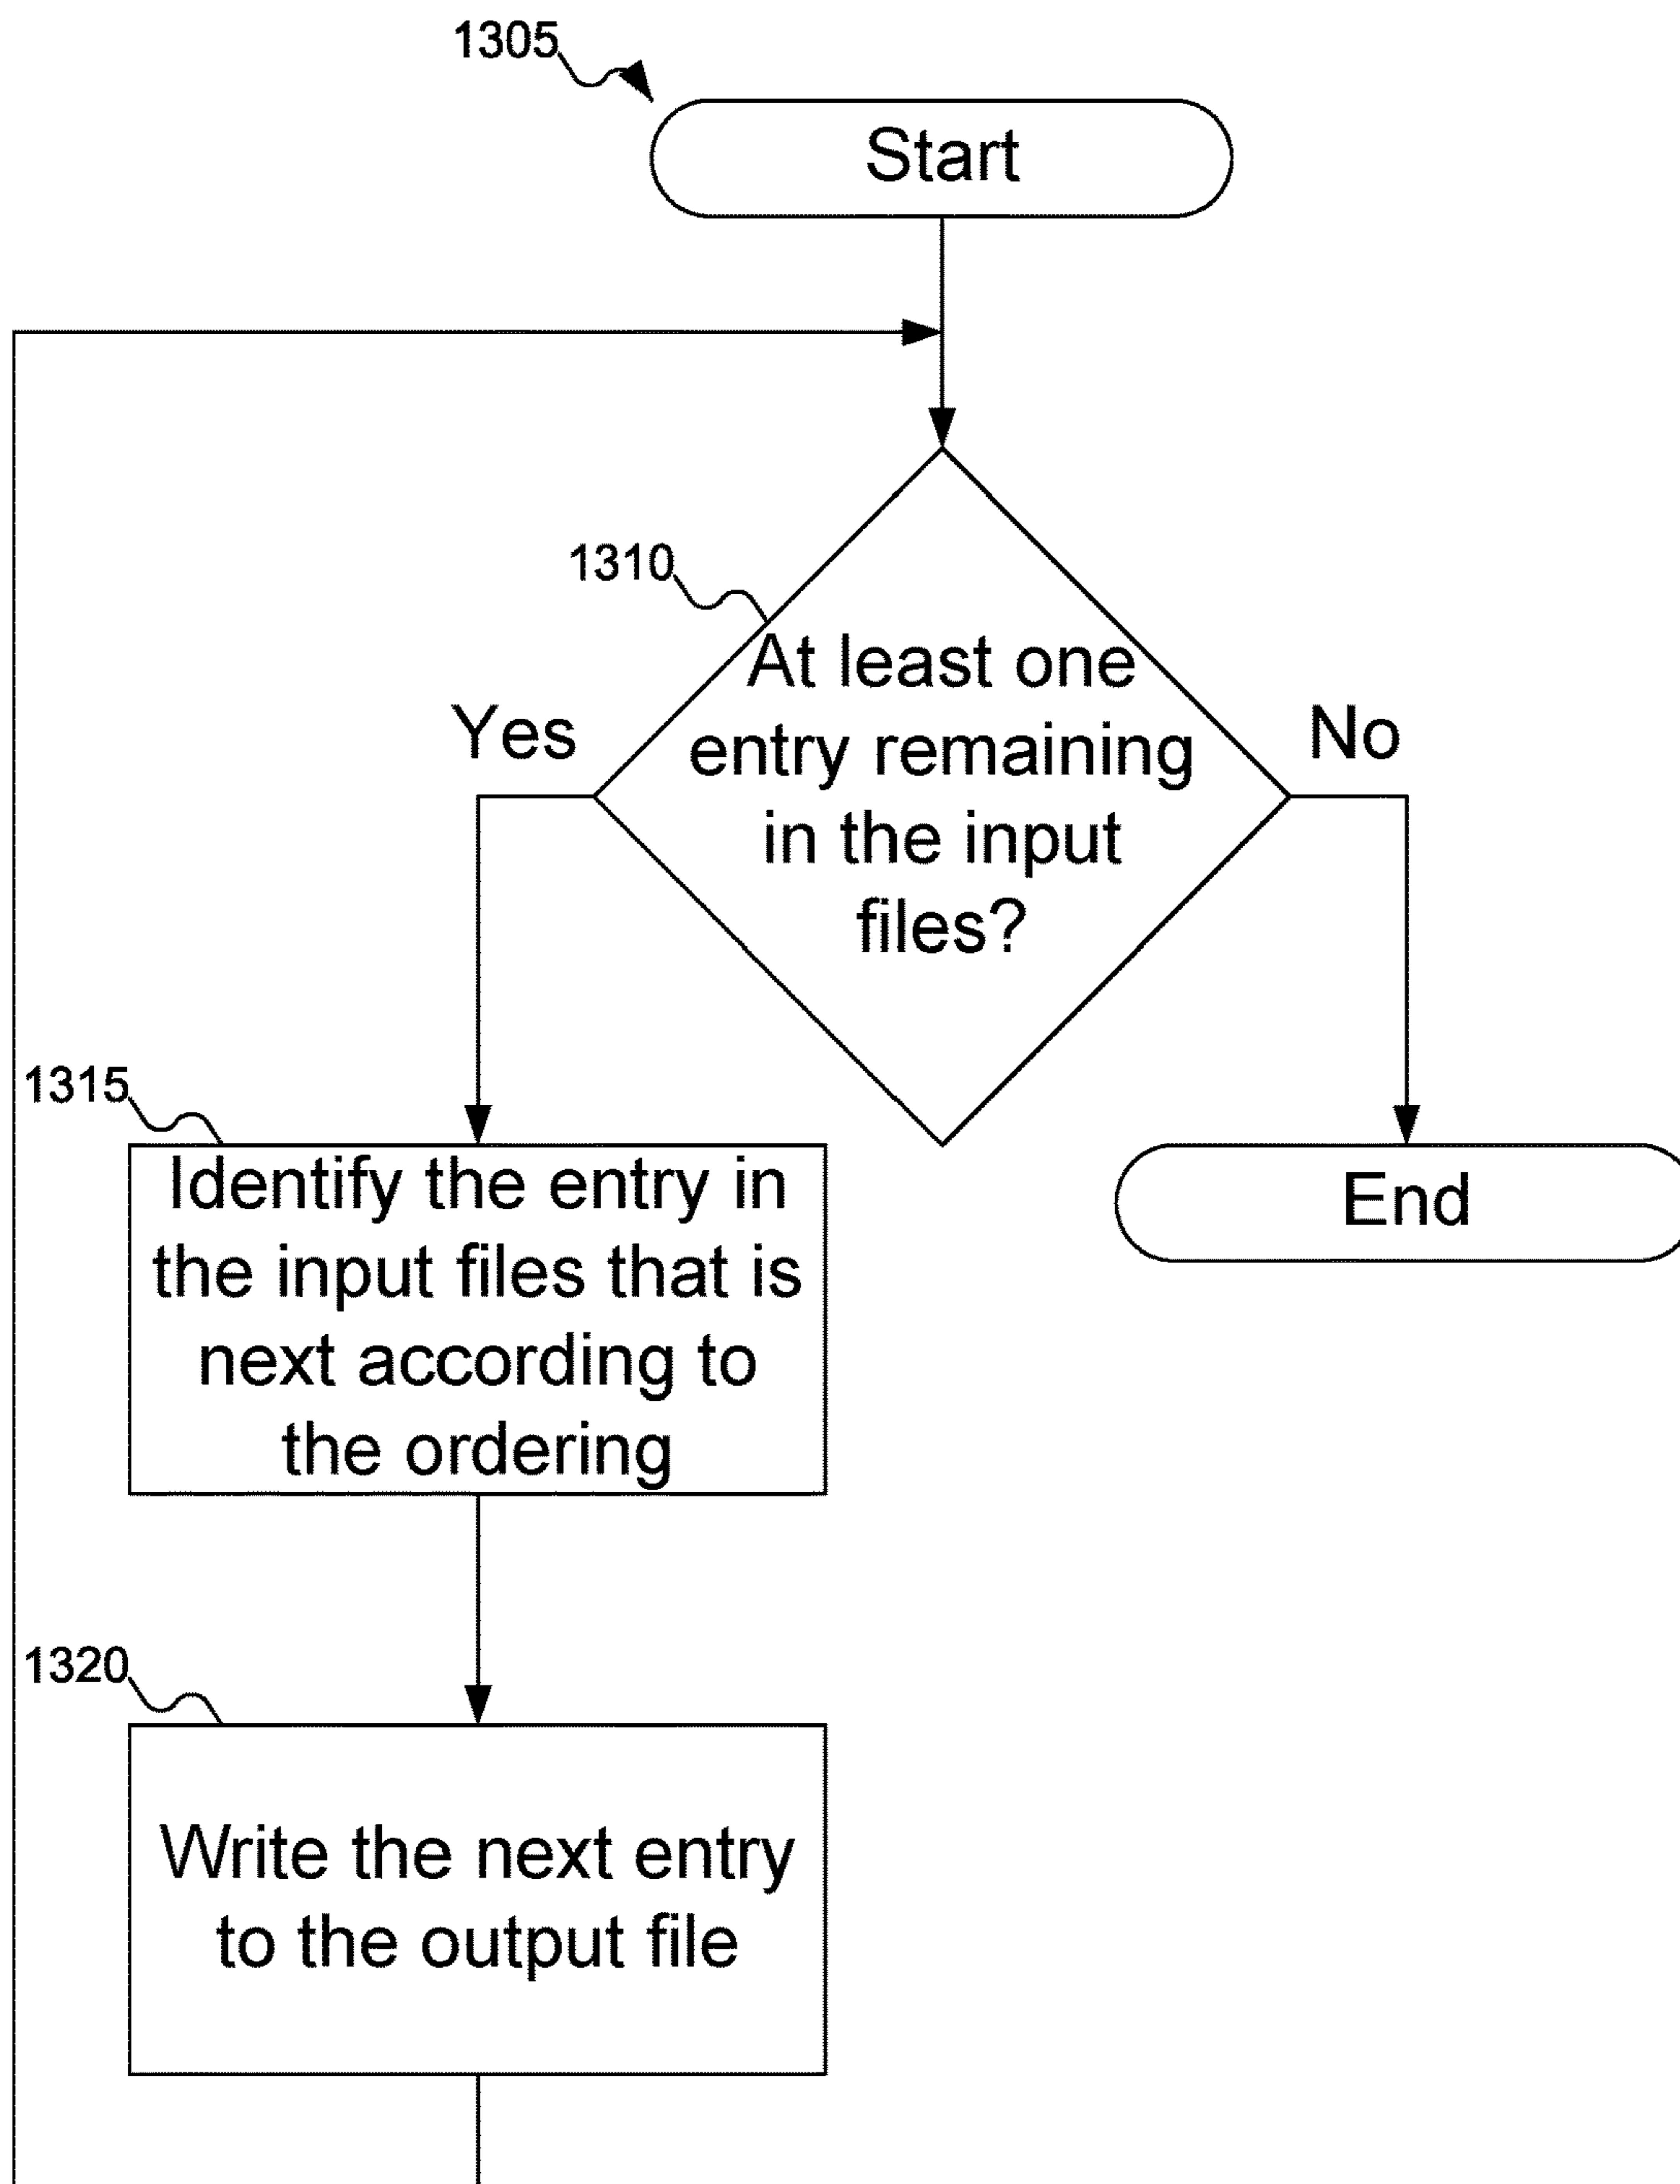 1305
Start
1310
At least one
entry remaining
in the input
files?
Yes
No
1315
Identify the entry in
the input files that is
next according to
the ordering
End
1320
Write the next entry
to the output file